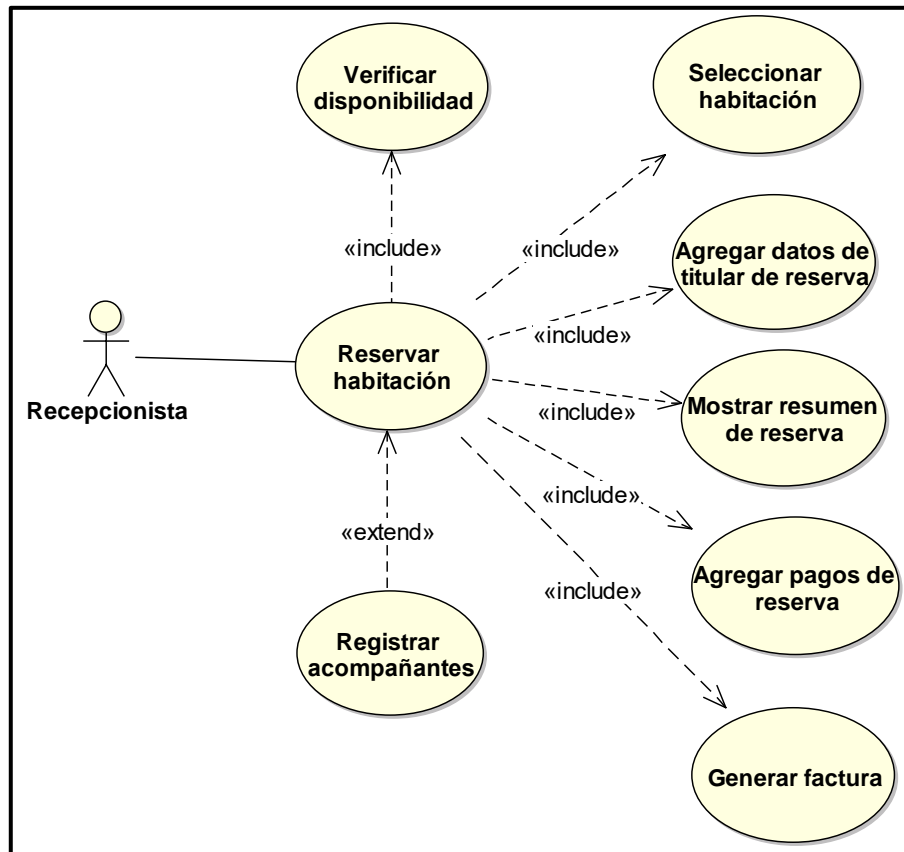 Verificar
disponibilidad
Seleccionar
habitación
«include»
«include»
Agregar datos de
titular de reserva
«include»
Recepcionista
Reservar
habitación
Mostrar resumen
de reserva
«include»
«include»
«extend»
Agregar pagos de
reserva
«include»
Registrar
acompañantes
Generar factura